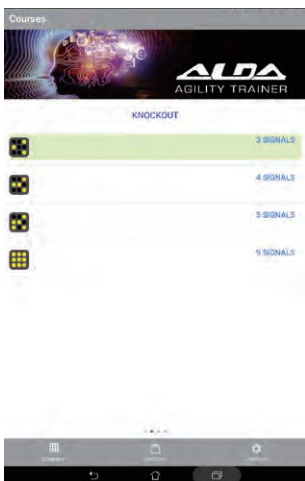 Courses
ALDA
AGILITY TRAINER
KNOCKOUT
3 SIGNALS
4 SIGNALS
5 SIGNALS
9 SIGNALS